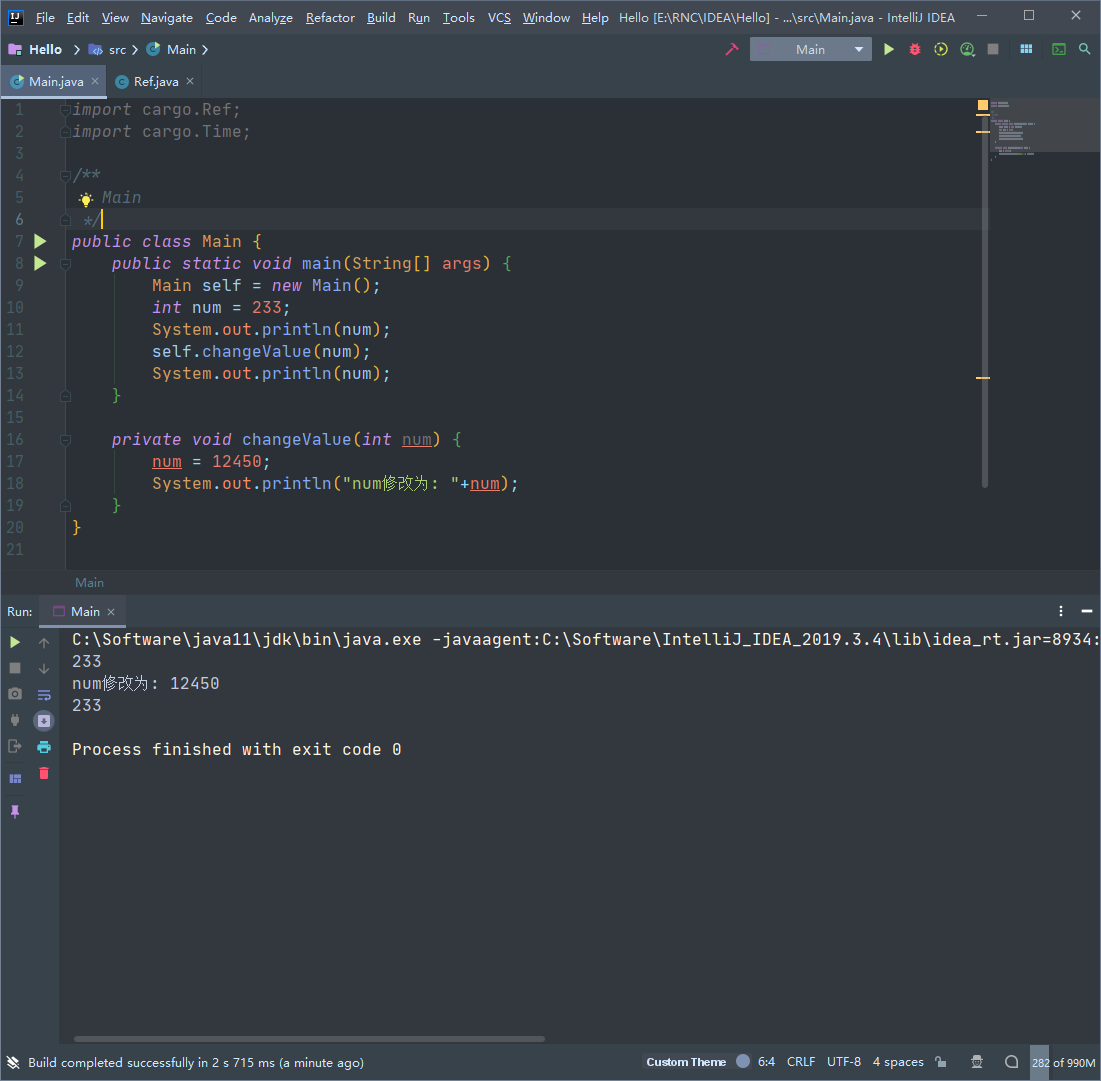 File Edit View Navigate Code Analyze Refactor Build Run Tools VCS Window Help Hello [E:\RNC\IDEA\Hello] - ...\src\Main.java - IntelliJ IDEA
Hello src Main Main
Main.java Ref.java
1 import cargo.Ref;
2 import cargo.Time;
3
4 /**
5 Main
6 */
7 public class Main {
8 public static void main(String[] args) {
9 Main self = new Main();
10 int num = 233;
11 System.out.println(num);
12 self.changeValue(num);
13 System.out.println(num);
14 }
15
16 private void changeValue(int num) {
17 num = 12450;
18 System.out.println("num修改为: "+num);
19 }
20 }
21
Main
Run: Main
C:\Software\java11\jdk\bin\java.exe -javaagent:C:\Software\IntelliJ_IDEA_2019.3.4\lib\idea_rt.jar=8934:
233
num修改为: 12450
233
Process finished with exit code 0
Build completed successfully in 2 s 715 ms (a minute ago) Custom Theme 6:4 CRLF UTF-8 4 spaces 282 of 990M